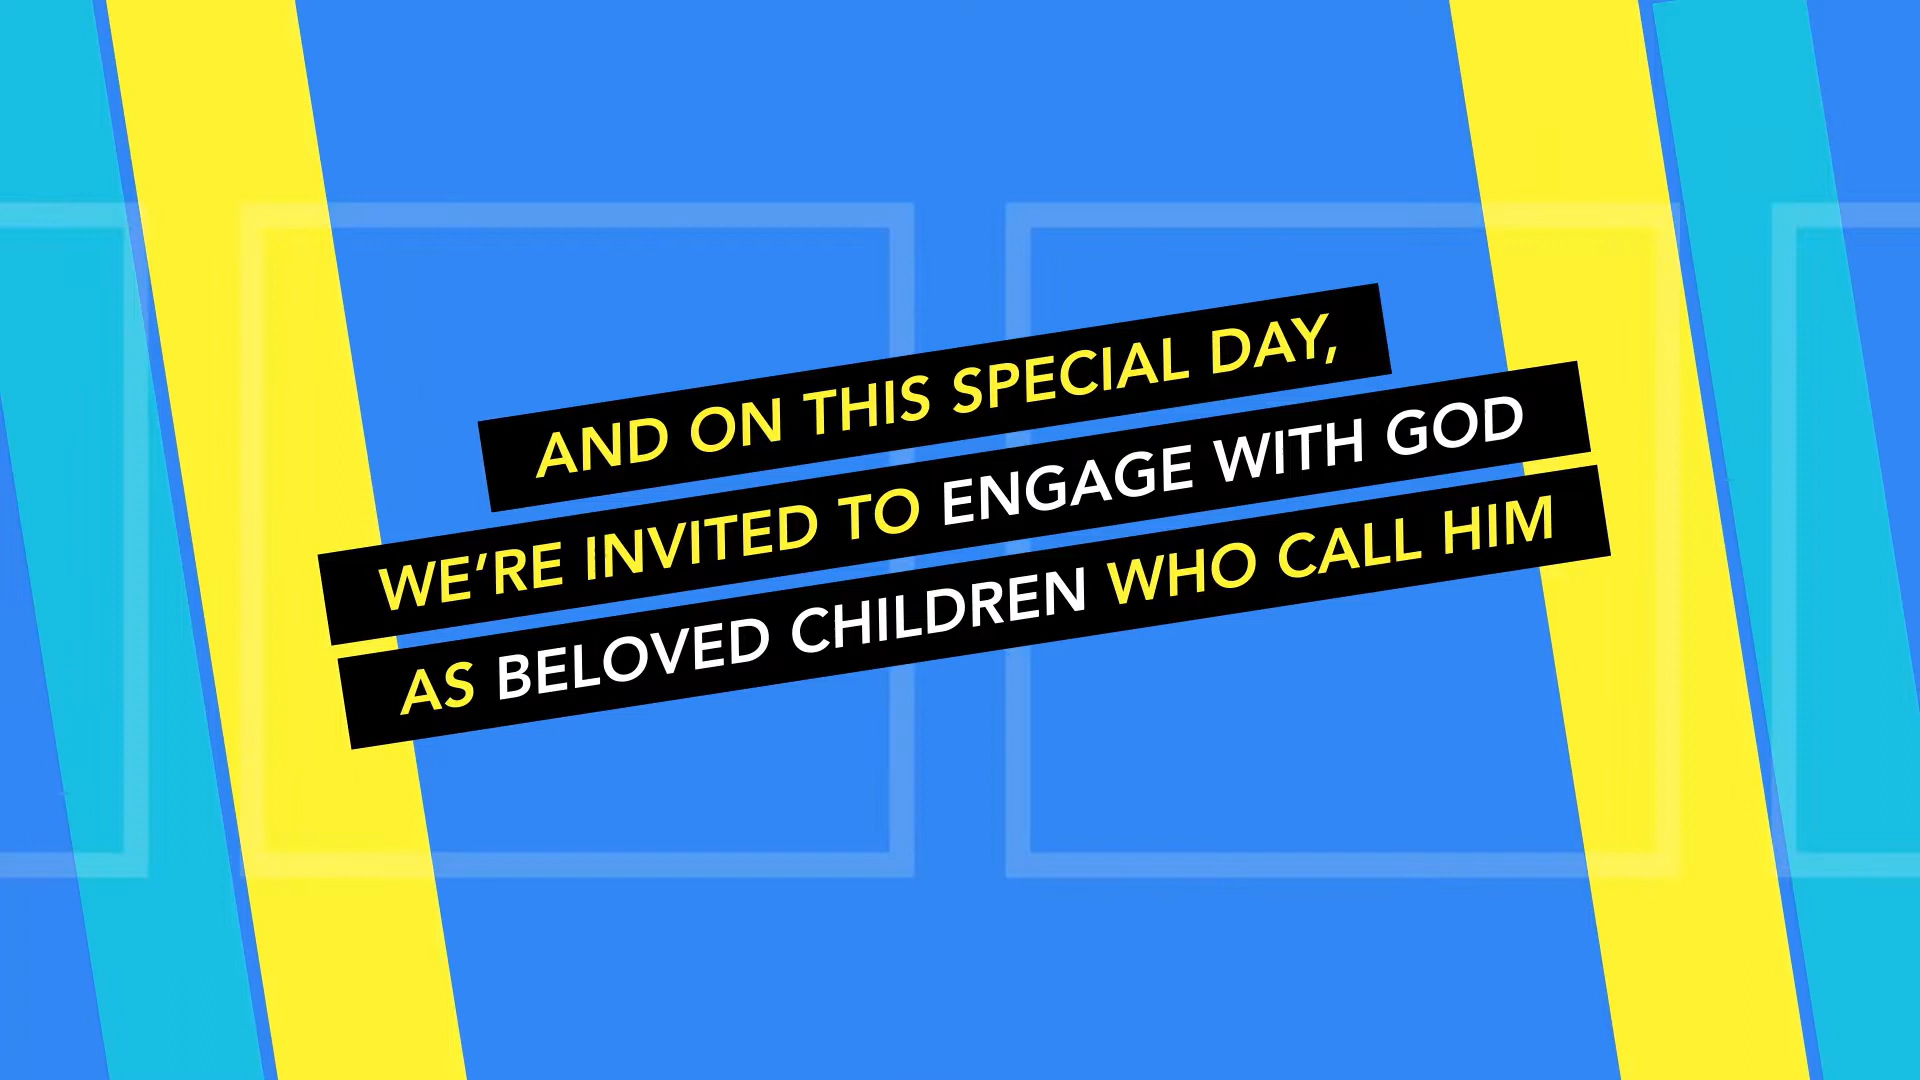 AND ON THIS SPECIAL DAY,
WE’RE INVITED TO ENGAGE WITH GOD
AS BELOVED CHILDREN WHO CALL HIM